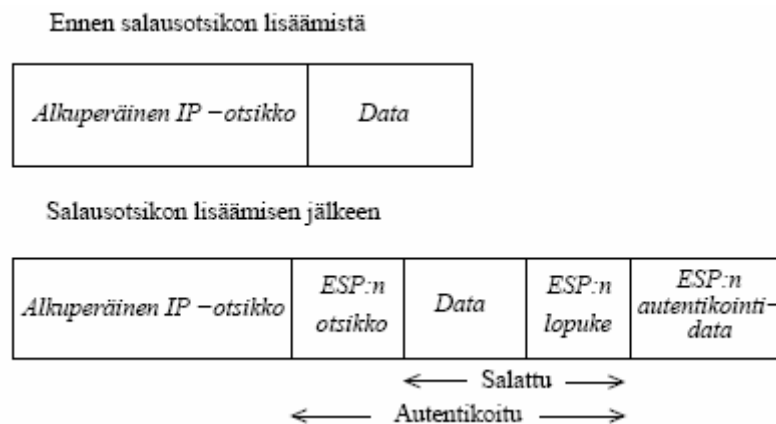 Ennen salausotsikon lisäämistä
Alkuperäinen IP –otsikko
Data
Salausotsikon lisäämisen jälkeen
Alkuperäinen IP –otsikko
ESP:n
otsikko
Data
ESP:n
lopuke
ESP:n
autentikointi-
data
Salattu
Autentikoitu